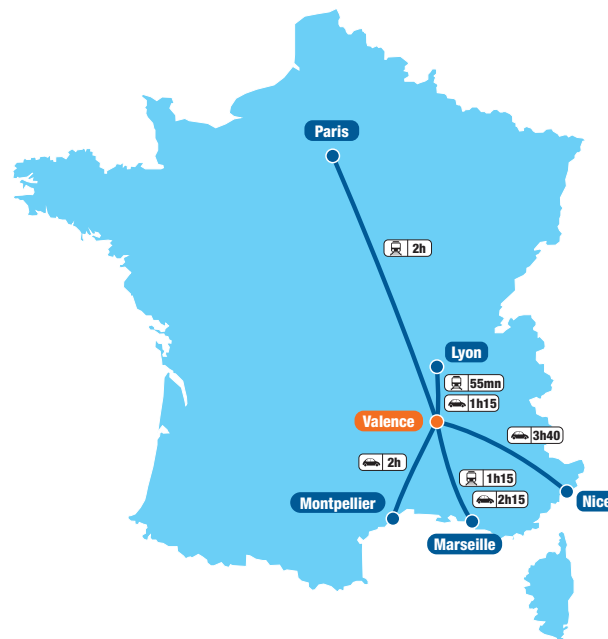 Paris
2h
Lyon
55mn
1h15
Valence
3h40
2h
1h15
2h15
Montpellier
Nice
Marseille